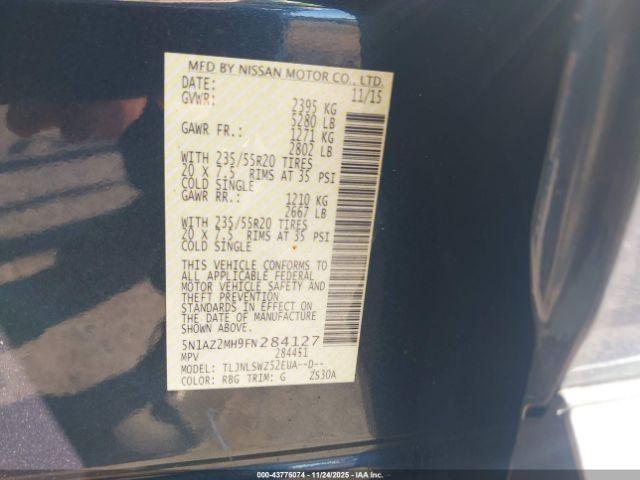 MFD BY NISSAN MOTOR CO., LTD.
DATE: 11/15
GVWR: 2395 KG
5280 LB
GAWR FR.: 1271 KG
2802 LB
WITH 235/55R20 TIRES
20 X 7.5 RIMS AT 35 PSI
COLD SINGLE
GAWR RR.: 1210 KG
2667 LB
WITH 235/55R20 TIRES
20 X 7.5 RIMS AT 35 PSI
COLD SINGLE
THIS VEHICLE CONFORMS TO
ALL APPLICABLE FEDERAL
MOTOR VEHICLE SAFETY AND
THEFT PREVENTION
STANDARDS IN EFFECT ON
THE DATE OF MANUFACTURE
SHOWN ABOVE.
5N1AZ2MH9FN284127
MPV 284451
MODEL: TLJNLSWZ52EUA--D--
COLOR: RBG TRIM: G 2S30A
000-43776074 | 11/24/2025 - IAAI.COM